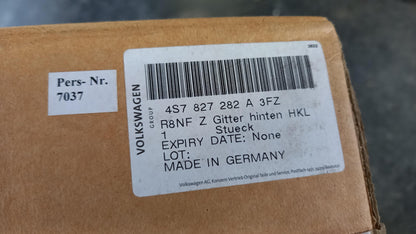 Pers- Nr.
7037
VOLKSWAGEN
GROUP
4S7 827 282 A 3FZ
R8NF Z Gitter hinten HKL
1 Stueck
EXPIRY DATE: None
LOT:
MADE IN GERMANY